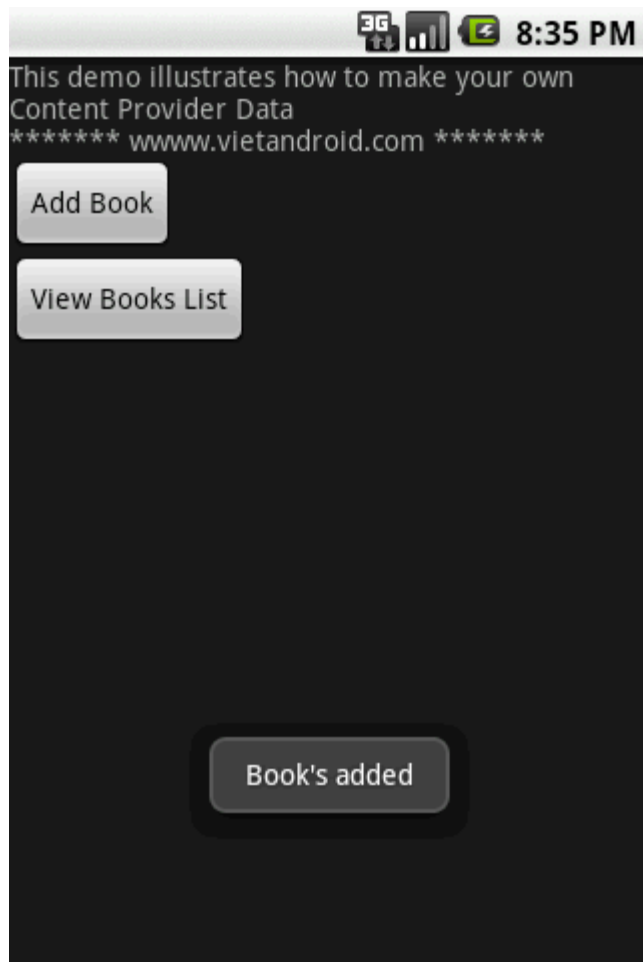 3G 8:35 PM
This demo illustrates how to make your own
Content Provider Data
******* wwww.vietandroid.com *******
Add Book
View Books List
Book's added